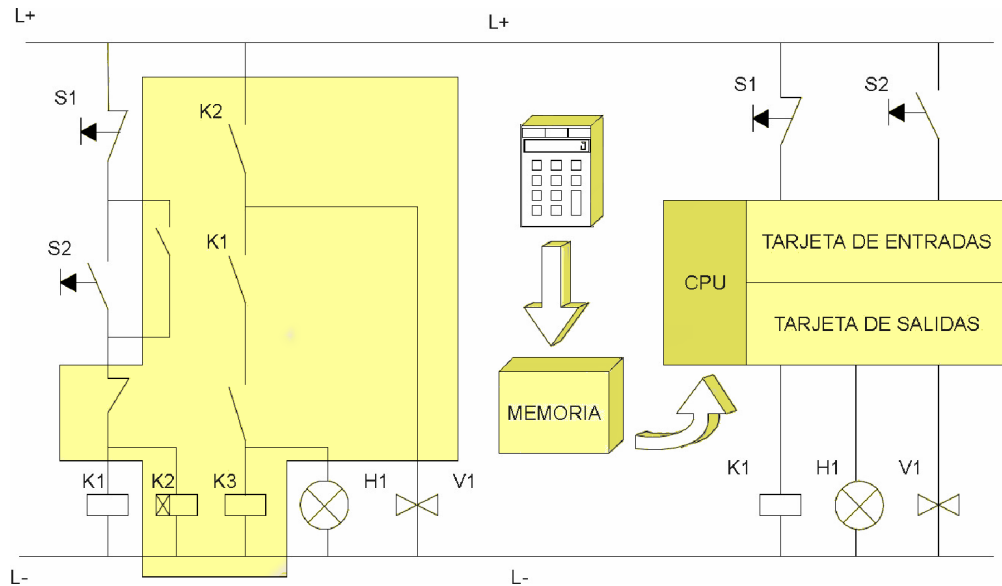 L+
L+
S1
K2
S1
S2
S2
K1
TARJETA DE ENTRADAS
CPU
TARJETA DE SALIDAS
MEMORIA
K1
K2
K3
H1
V1
K1
H1
V1
L-
L-